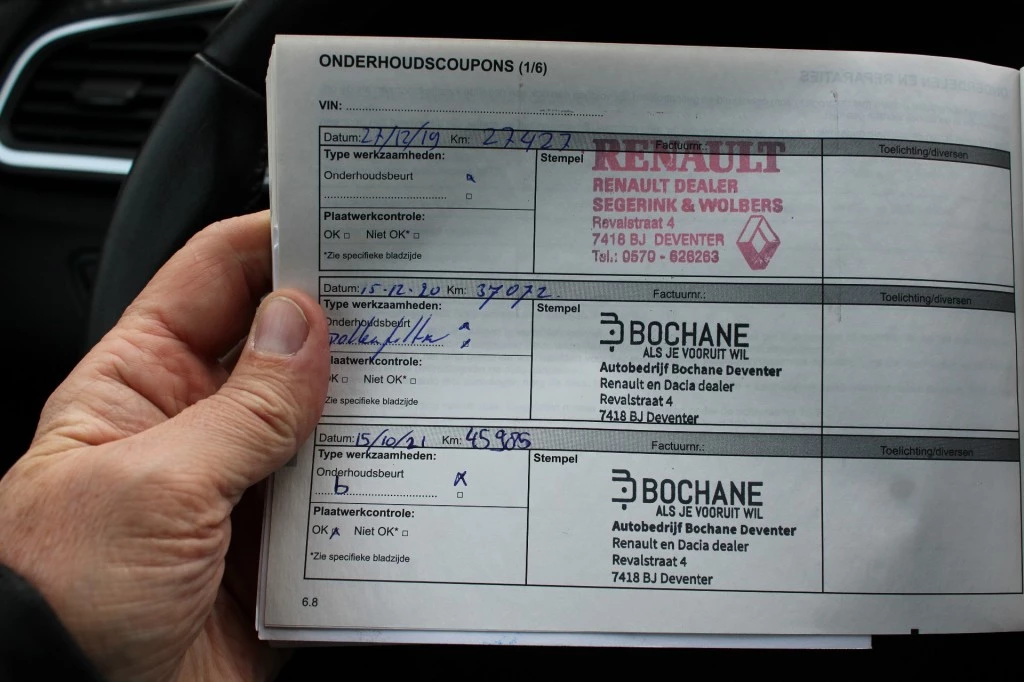 ONDERHOUDSCOUPONS (1/6)
VIN:
Datum: 27/12/19 Km: 27427 Factuurnr.: Toelichting/diversen
Type werkzaamheden: Stempel
Onderhoudsbeurt
Plaatwerkcontrole:
OK □ Niet OK* □
*Zie specifieke bladzijde
RENAULT
RENAULT DEALER
SEGERINK & WOLBERS
Revalstraat 4
7418 BJ DEVENTER
Tel.: 0570 - 626263
Datum: 15-12-20 Km: 37072 Factuurnr.: Toelichting/diversen
Type werkzaamheden: Stempel
Onderhoudsbeurt
pollenfilter
Plaatwerkcontrole:
OK □ Niet OK* □
*Zie specifieke bladzijde
BOCHANE
ALS JE VOORUIT WIL
Autobedrijf Bochane Deventer
Renault en Dacia dealer
Revalstraat 4
7418 BJ Deventer
Datum: 15/10/21 Km: 45985 Factuurnr.: Toelichting/diversen
Type werkzaamheden: Stempel
Onderhoudsbeurt x
b □
Plaatwerkcontrole:
OK x Niet OK* □
*Zie specifieke bladzijde
BOCHANE
ALS JE VOORUIT WIL
Autobedrijf Bochane Deventer
Renault en Dacia dealer
Revalstraat 4
7418 BJ Deventer
6.8